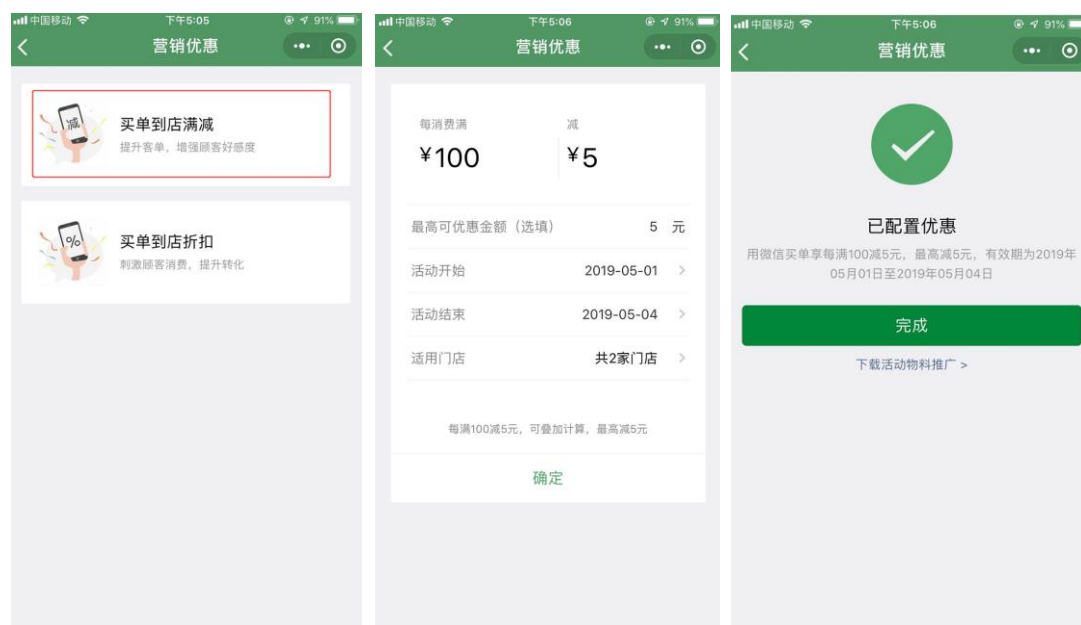 中国移动 下午5:05 91%
营销优惠
减
买单到店满减
提升客单，增强顾客好感度
%
买单到店折扣
刺激顾客消费，提升转化
中国移动 下午5:06 91%
营销优惠
每消费满 减
¥100 ¥5
最高可优惠金额（选填） 5 元
活动开始 2019-05-01 >
活动结束 2019-05-04 >
适用门店 共2家门店 >
每满100减5元，可叠加计算，最高减5元
确定
中国移动 下午5:06 91%
营销优惠
已配置优惠
用微信买单享每满100减5元，最高减5元，有效期为2019年
05月01日至2019年05月04日
完成
下载活动物料推广 >